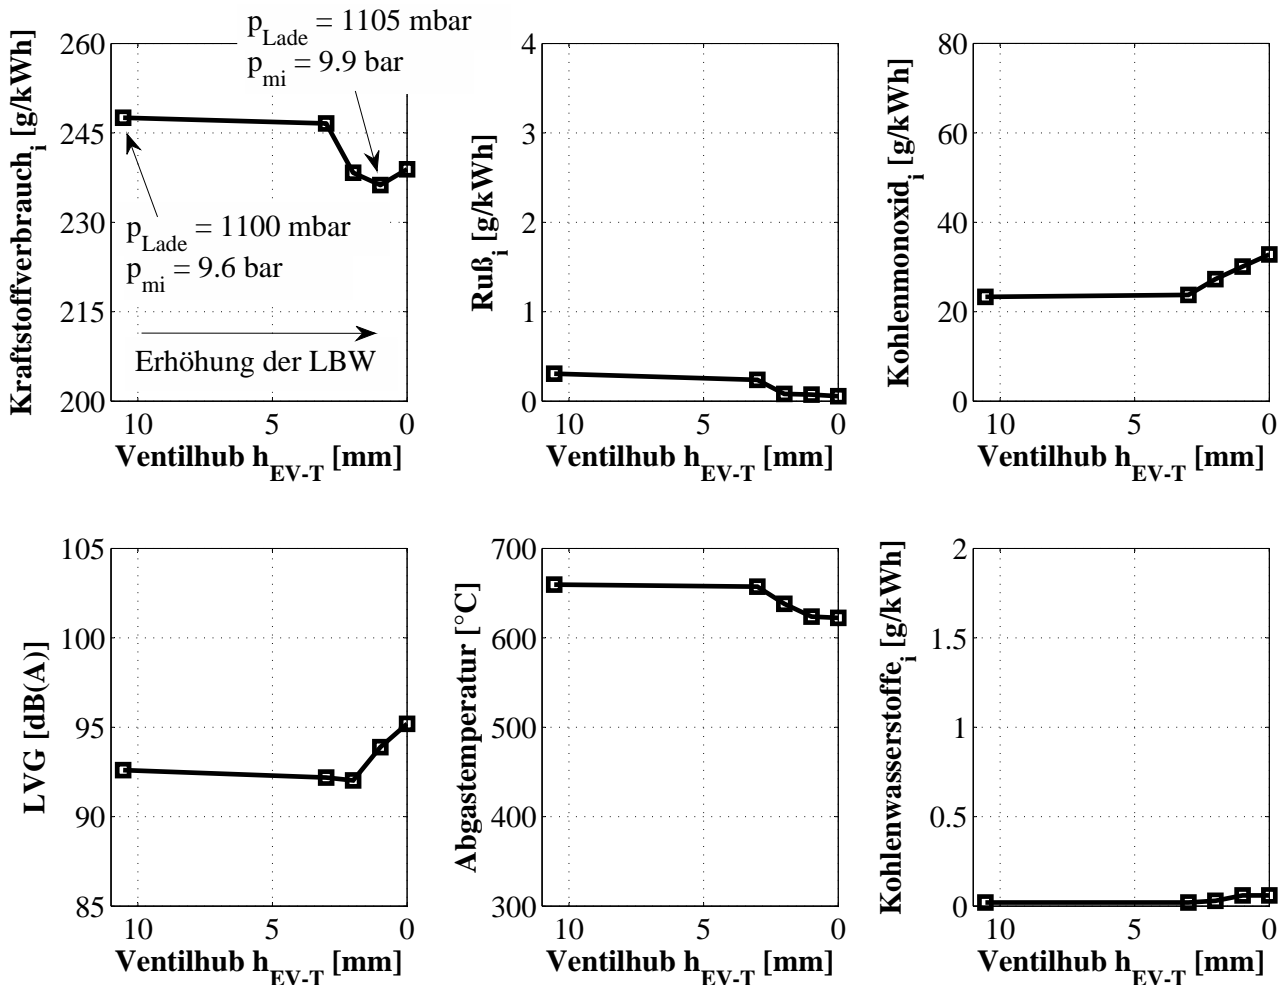 p_Lade = 1105 mbar
p_mi = 9.9 bar
Kraftstoffverbrauch_i [g/kWh]
260
245
230
215
200
p_Lade = 1100 mbar
p_mi = 9.6 bar
Erhöhung der LBW
10 5 0
Ventilhub h_EV-T [mm]
Ruß_i [g/kWh]
4
3
2
1
0
10 5 0
Ventilhub h_EV-T [mm]
Kohlenmonoxid_i [g/kWh]
80
60
40
20
0
10 5 0
Ventilhub h_EV-T [mm]
LVG [dB(A)]
105
100
95
90
85
10 5 0
Ventilhub h_EV-T [mm]
Abgastemperatur [°C]
700
600
500
400
300
10 5 0
Ventilhub h_EV-T [mm]
Kohlenwasserstoffe_i [g/kWh]
2
1.5
1
0.5
0
10 5 0
Ventilhub h_EV-T [mm]